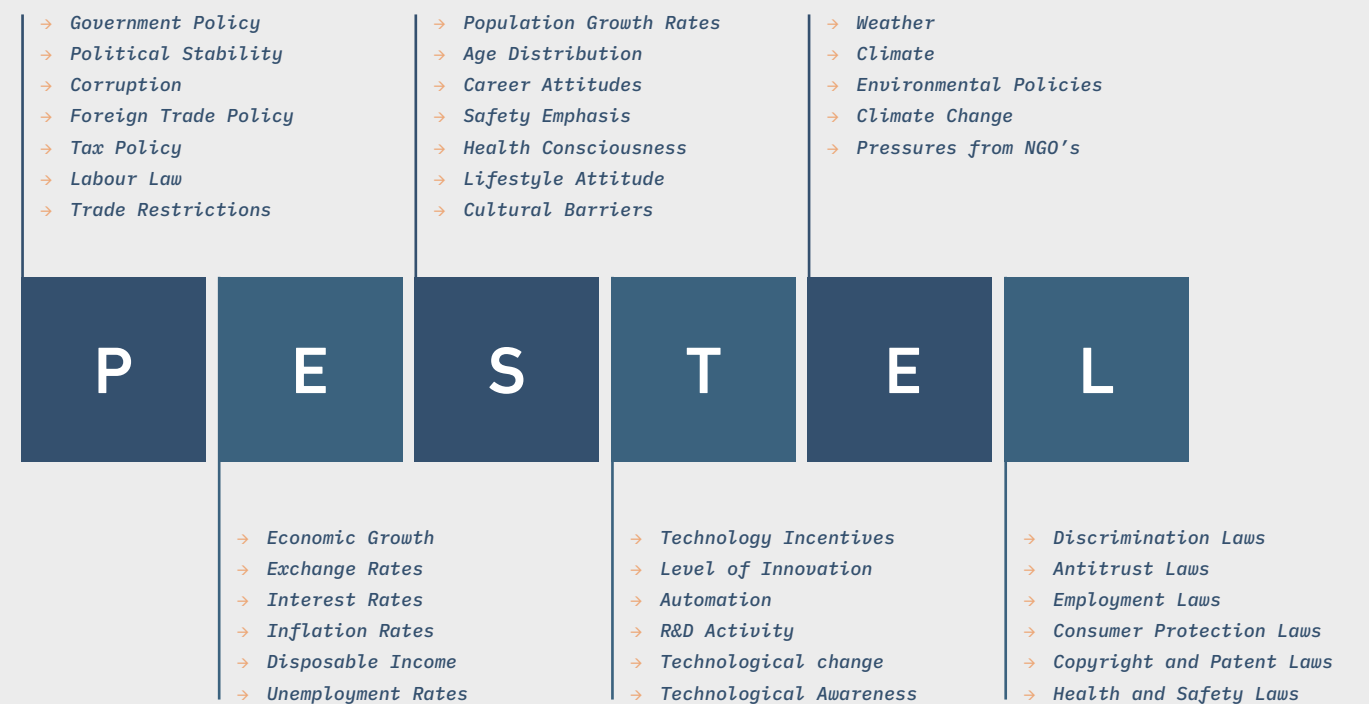 Government Policy
Political Stability
Corruption
Foreign Trade Policy
Tax Policy
Labour Law
Trade Restrictions
Population Growth Rates
Age Distribution
Career Attitudes
Safety Emphasis
Health Consciousness
Lifestyle Attitude
Cultural Barriers
Weather
Climate
Environmental Policies
Climate Change
Pressures from NGO’s
P E S T E L
Economic Growth
Exchange Rates
Interest Rates
Inflation Rates
Disposable Income
Unemployment Rates
Technology Incentives
Level of Innovation
Automation
R&D Activity
Technological change
Technological Awareness
Discrimination Laws
Antitrust Laws
Employment Laws
Consumer Protection Laws
Copyright and Patent Laws
Health and Safety Laws